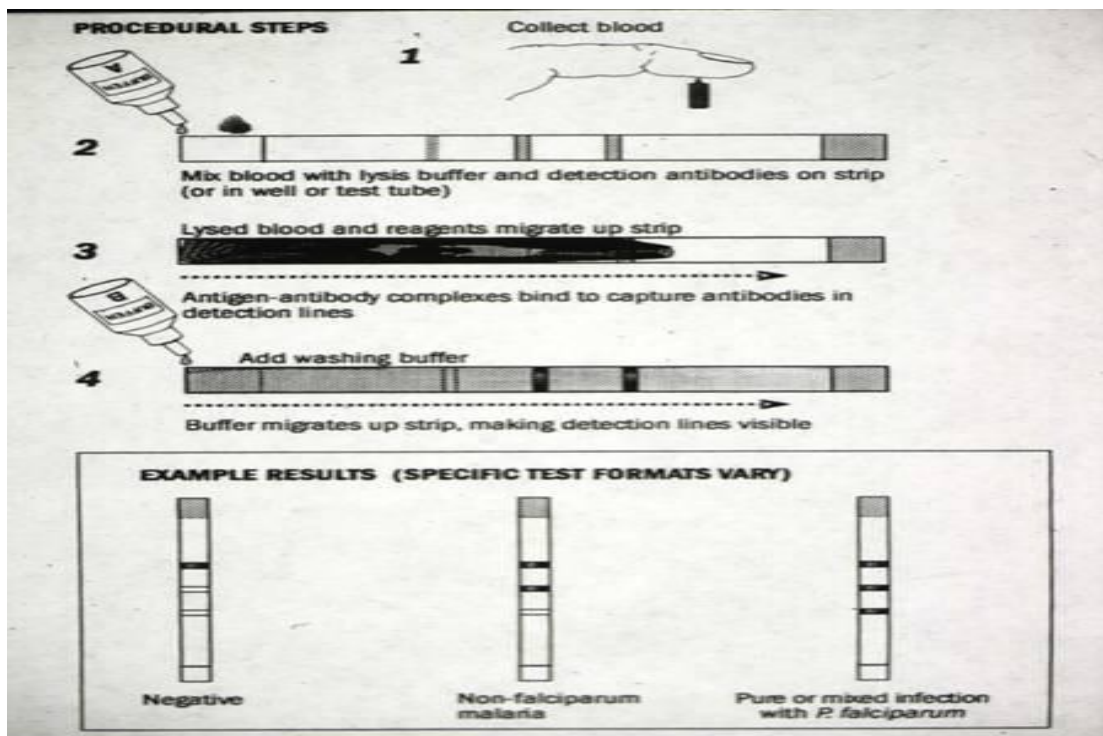 PROCEDURAL STEPS
1
Collect blood
BUFFER
A
2
Mix blood with lysis buffer and detection antibodies on strip
(or in well or test tube)
Lysed blood and reagents migrate up strip
3
Antigen-antibody complexes bind to capture antibodies in
detection lines
BUFFER
B
Add washing buffer
4
Buffer migrates up strip, making detection lines visible
EXAMPLE RESULTS (SPECIFIC TEST FORMATS VARY)
Negative
Non-falciparum
malaria
Pure or mixed infection
with P. falciparum